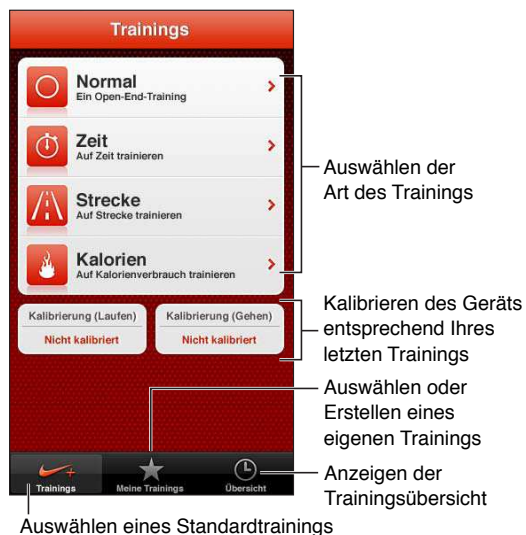 Trainings
Normal
Ein Open-End-Training
Zeit
Auf Zeit trainieren
Strecke
Auf Strecke trainieren
Kalorien
Auf Kalorienverbrauch trainieren
Auswählen der
Art des Trainings
Kalibrierung (Laufen)
Nicht kalibriert
Kalibrierung (Gehen)
Nicht kalibriert
Kalibrieren des Geräts
entsprechend Ihres
letzten Trainings
Auswählen oder
Erstellen eines
eigenen Trainings
Trainings
Meine Trainings
Übersicht
Anzeigen der
Trainingsübersicht
Auswählen eines Standardtrainings